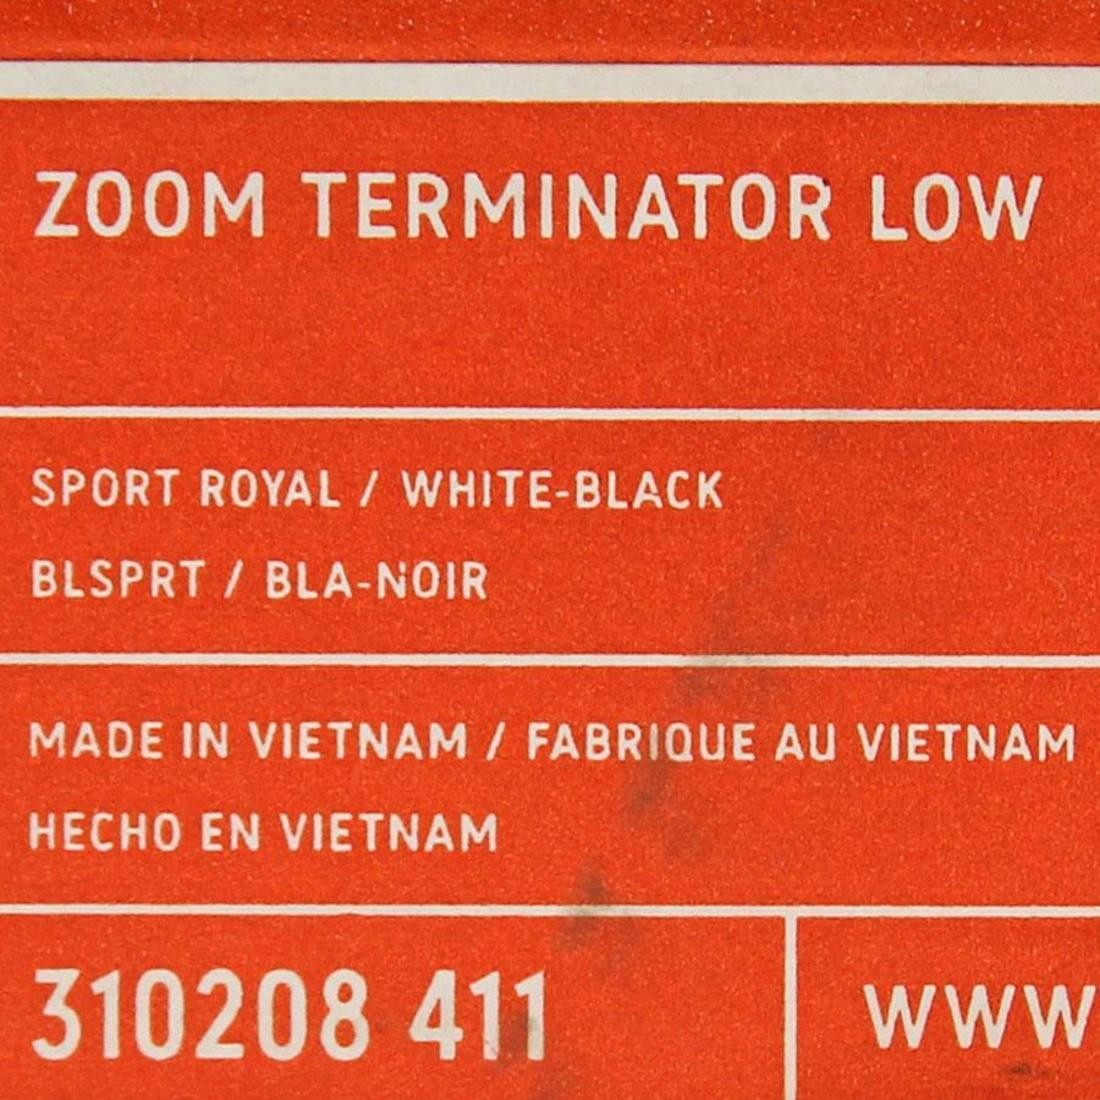 ZOOM TERMINATOR LOW
SPORT ROYAL / WHITE-BLACK
BLSPRT / BLA-NOIR
MADE IN VIETNAM / FABRIQUE AU VIETNAM
HECHO EN VIETNAM
310208 411
WWW